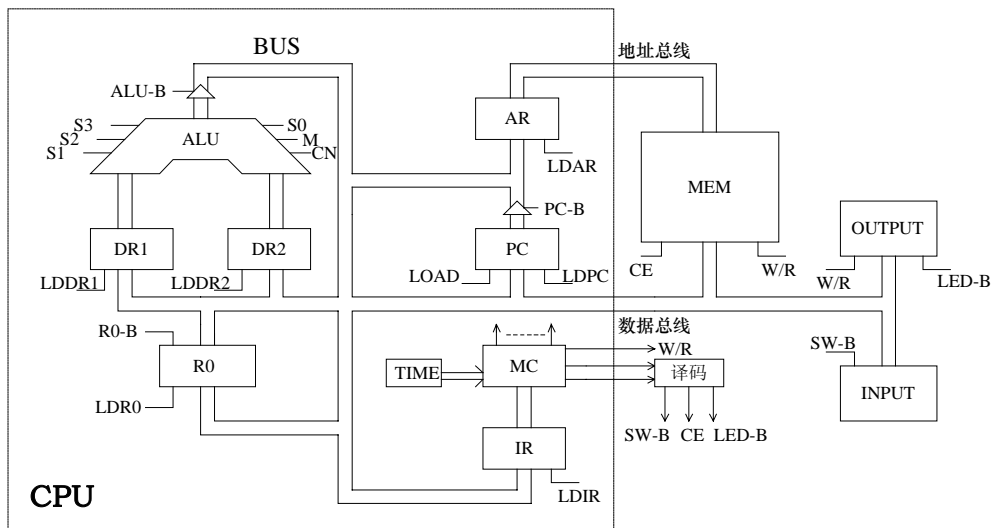 BUS
地址总线
ALU-B
S3
S2
S1
ALU
S0
M
CN
AR
LDAR
MEM
PC-B
DR1
DR2
PC
OUTPUT
LDDR1
LDDR2
LOAD
LDPC
CE
W/R
W/R
LED-B
R0-B
数据总线
R0
TIME
MC
W/R
译码
SW-B
INPUT
LDR0
SW-B
CE
LED-B
IR
LDIR
CPU